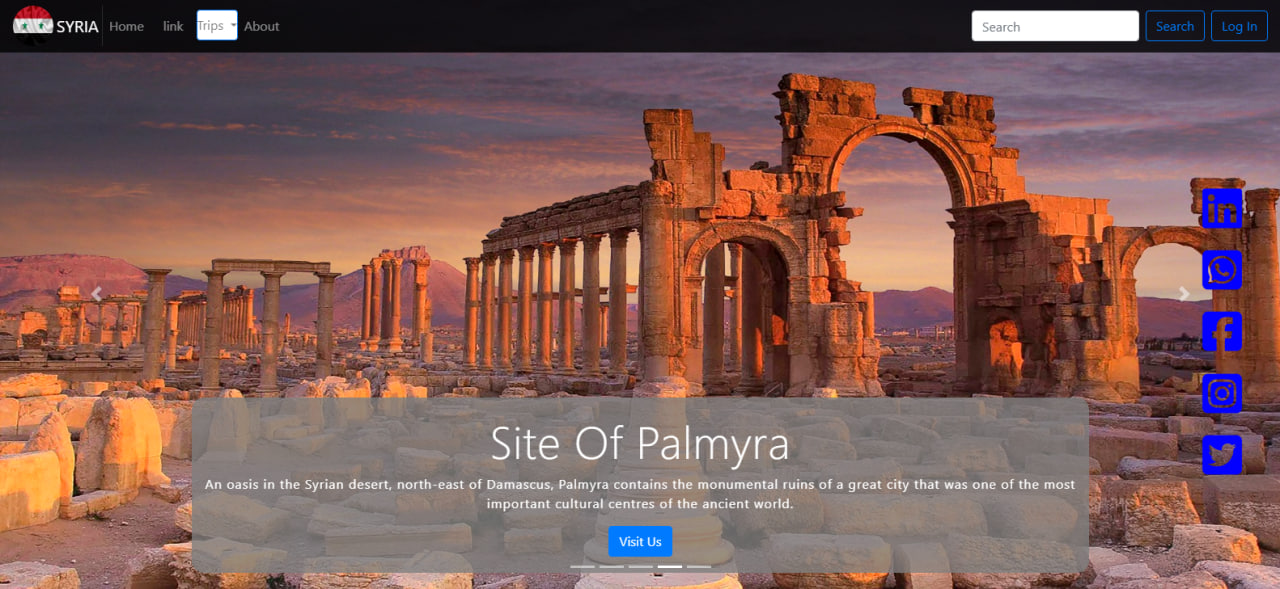 SYRIA Home link Trips About Search Search Log In
Site Of Palmyra
An oasis in the Syrian desert, north-east of Damascus, Palmyra contains the monumental ruins of a great city that was one of the most
important cultural centres of the ancient world.
Visit Us